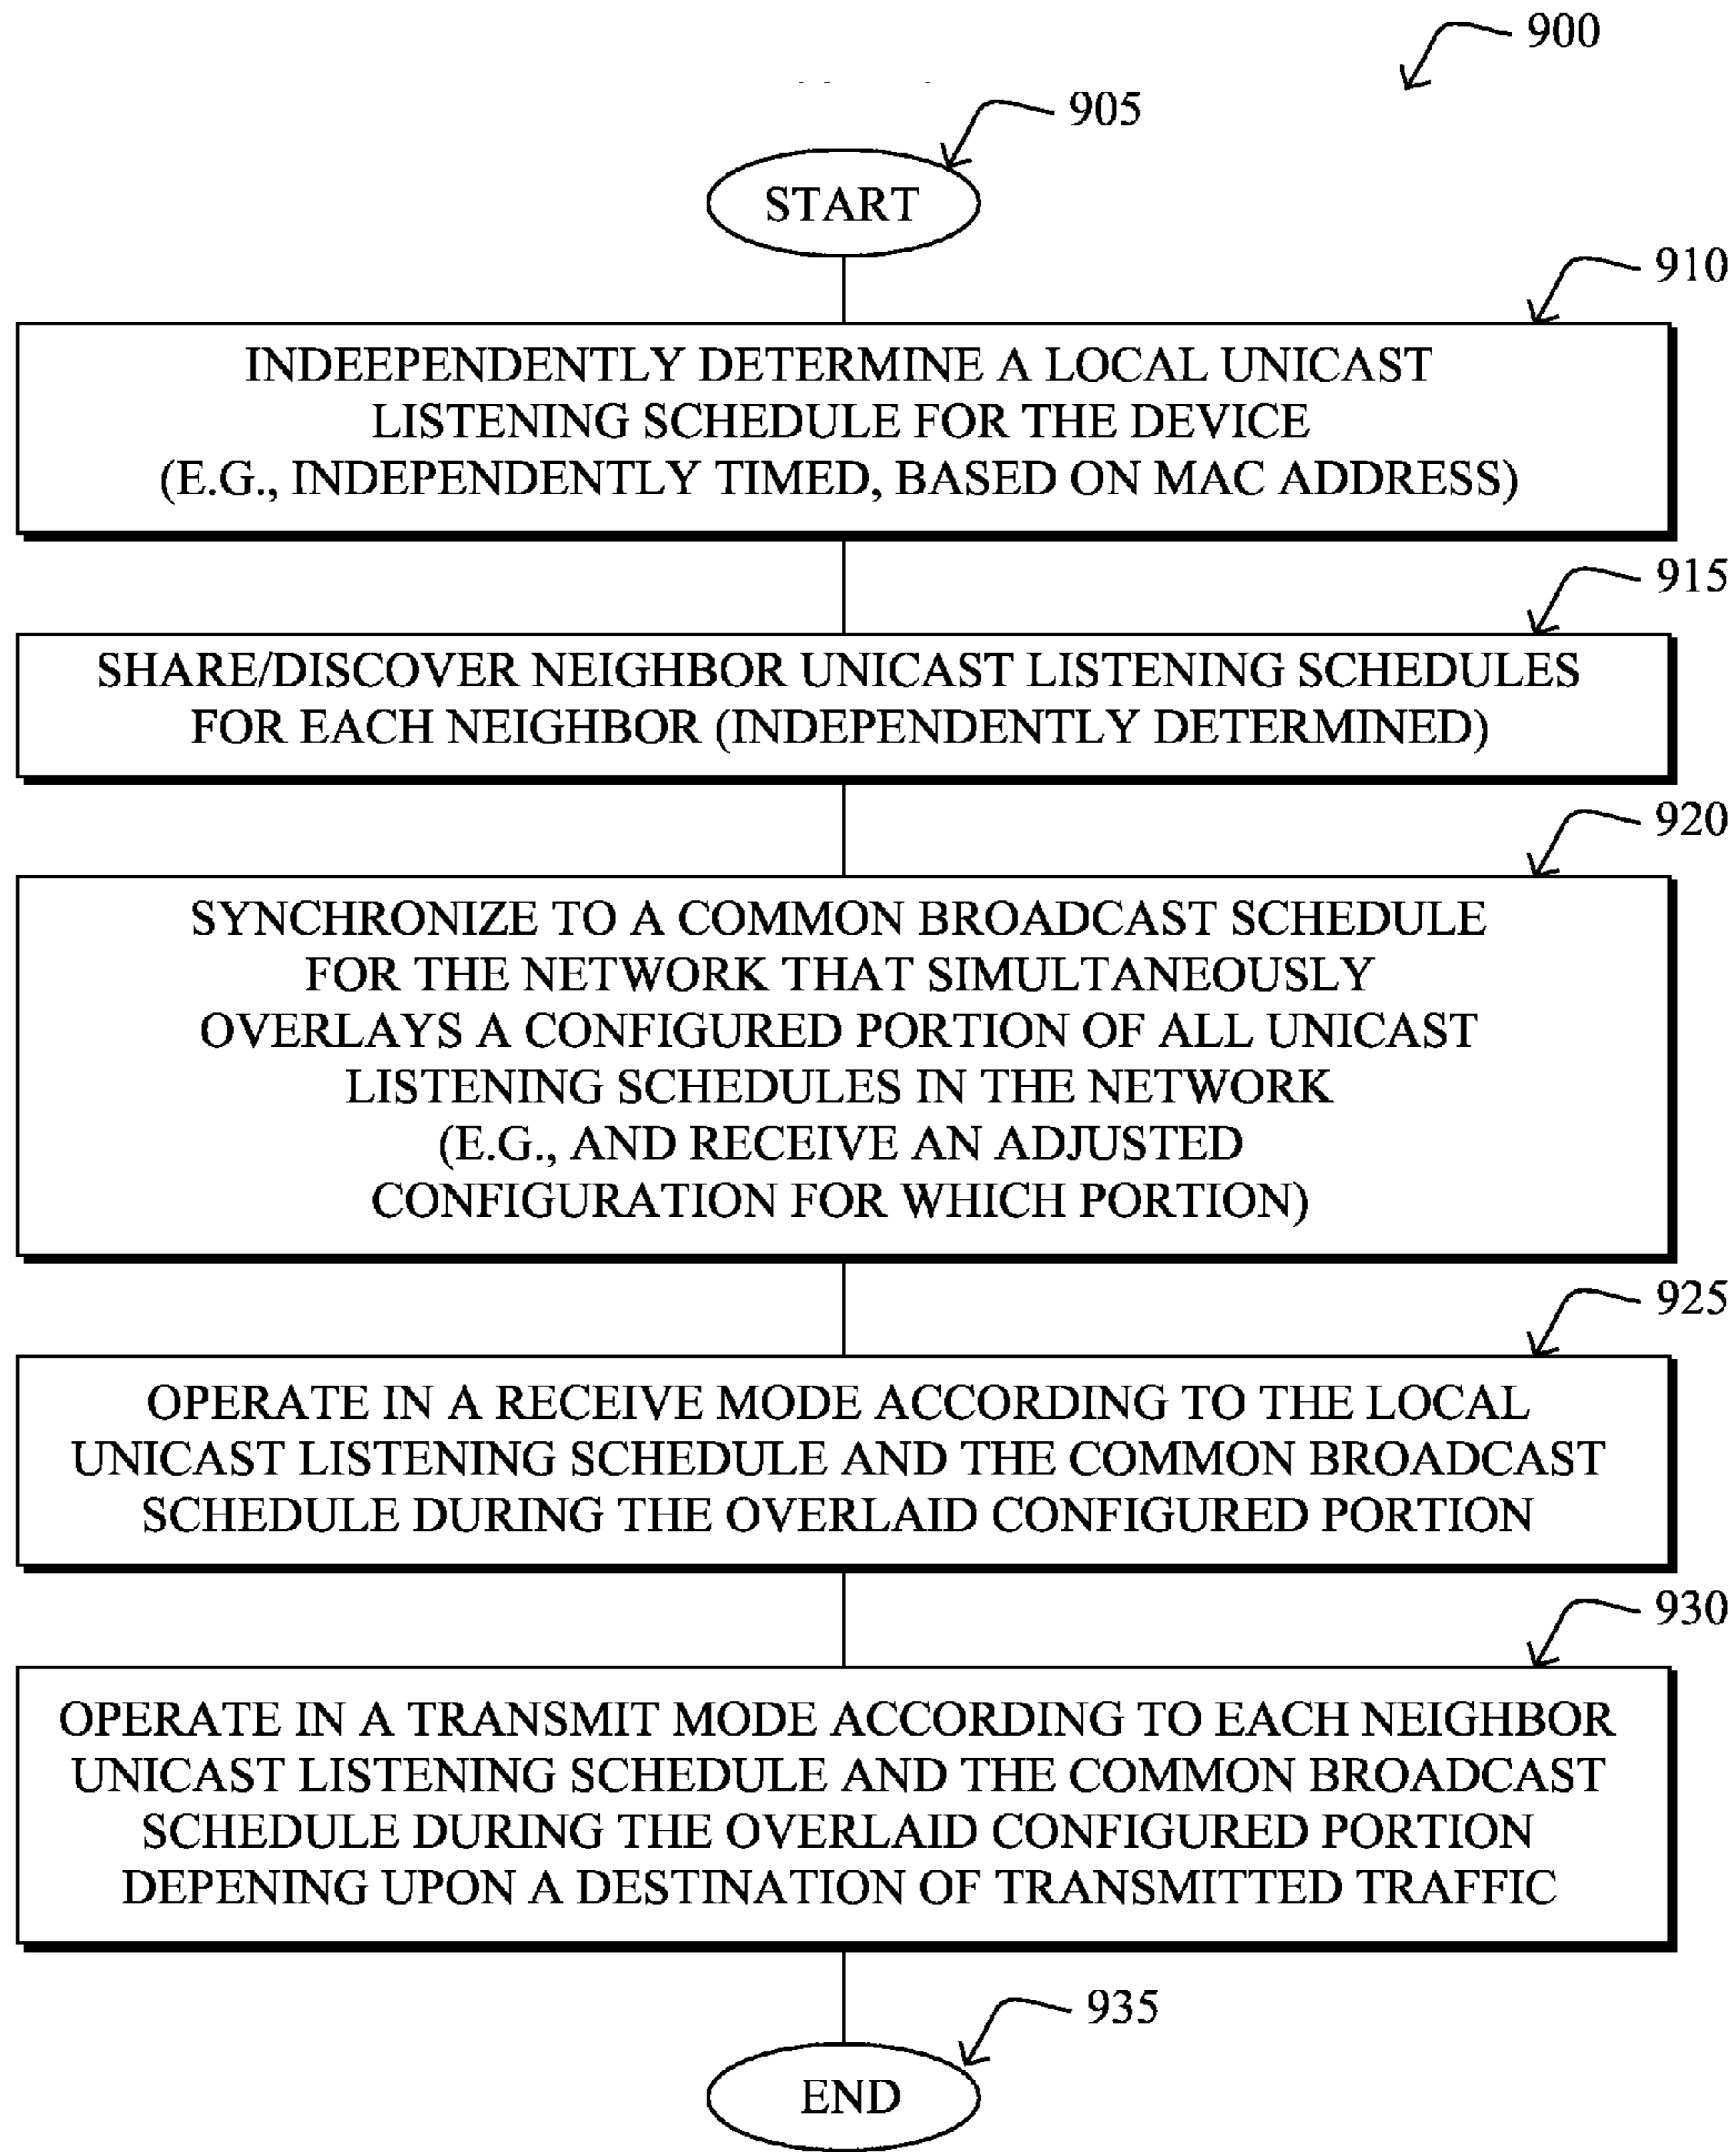 900
905
START
910
INDEEPENDENTLY DETERMINE A LOCAL UNICAST
LISTENING SCHEDULE FOR THE DEVICE
(E.G., INDEPENDENTLY TIMED, BASED ON MAC ADDRESS)
915
SHARE/DISCOVER NEIGHBOR UNICAST LISTENING SCHEDULES
FOR EACH NEIGHBOR (INDEPENDENTLY DETERMINED)
920
SYNCHRONIZE TO A COMMON BROADCAST SCHEDULE
FOR THE NETWORK THAT SIMULTANEOUSLY
OVERLAYS A CONFIGURED PORTION OF ALL UNICAST
LISTENING SCHEDULES IN THE NETWORK
(E.G., AND RECEIVE AN ADJUSTED
CONFIGURATION FOR WHICH PORTION)
925
OPERATE IN A RECEIVE MODE ACCORDING TO THE LOCAL
UNICAST LISTENING SCHEDULE AND THE COMMON BROADCAST
SCHEDULE DURING THE OVERLAID CONFIGURED PORTION
930
OPERATE IN A TRANSMIT MODE ACCORDING TO EACH NEIGHBOR
UNICAST LISTENING SCHEDULE AND THE COMMON BROADCAST
SCHEDULE DURING THE OVERLAID CONFIGURED PORTION
DEPENING UPON A DESTINATION OF TRANSMITTED TRAFFIC
935
END